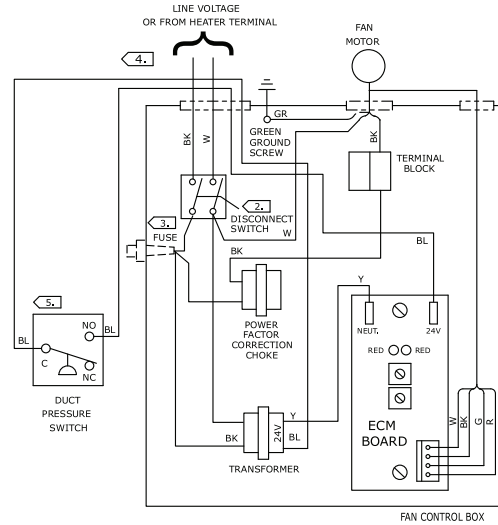 LINE VOLTAGE
OR FROM HEATER TERMINAL
FAN
MOTOR
4.
GR
BK
W
GREEN
GROUND
SCREW
BK
TERMINAL
BLOCK
2.
3.
DISCONNECT
SWITCH
W
FUSE
BL
BK
Y
5.
NO
BL
BL
C
NC
POWER
FACTOR
CORRECTION
CHOKE
NEUT.
24V
RED
RED
DUCT
PRESSURE
SWITCH
Y
24V
BK
BL
TRANSFORMER
ECM
BOARD
W
BK
G
R
FAN CONTROL BOX